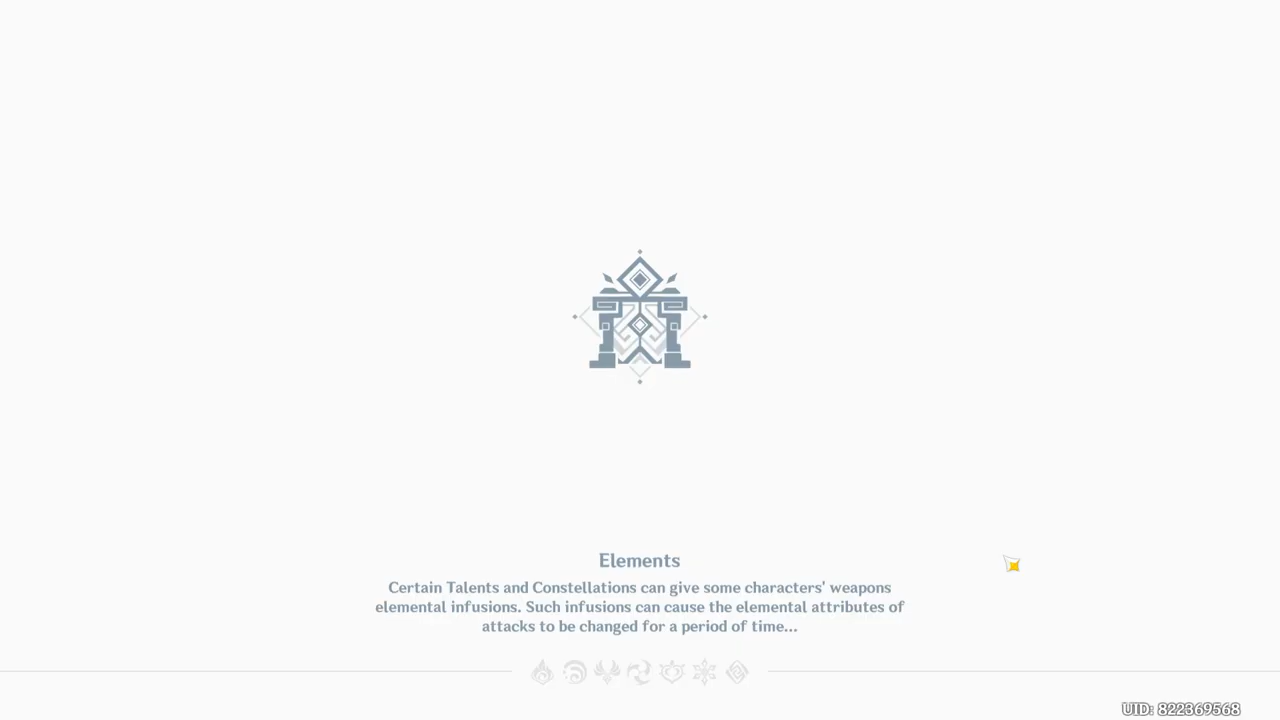 Elements
Certain Talents and Constellations can give some characters' weapons
elemental infusions. Such infusions can cause the elemental attributes of
attacks to be changed for a period of time...
UID: 822369568